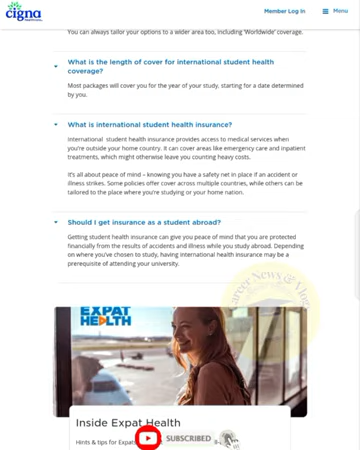 cigna
healthcare
Member Log In
Menu
You can always tailor your options to a wider area too, including 'Worldwide' coverage.
What is the length of cover for international student health
coverage?
Most packages will cover you for the year of your study, starting for a date determined
by you.
What is international student health insurance?
International student health insurance provides access to medical services when
you're outside your home country. It can cover areas like emergency care and inpatient
treatments, which might otherwise leave you counting heavy costs.
It's all about peace of mind – knowing you have a safety net in place if an accident or
illness strikes. Some policies offer cover across multiple countries, while others can be
tailored to the place where you're studying or your home nation.
Should I get insurance as a student abroad?
Getting student health insurance can give you peace of mind that you are protected
financially from the results of accidents and illness while you study abroad. Depending
on where you've chosen to study, having international health insurance may be a
prerequisite of attending your university.
Career News & Vlog
EXPAT
HEALTH
Inside Expat Health
Hints & tips for Expats
SUBSCRIBED